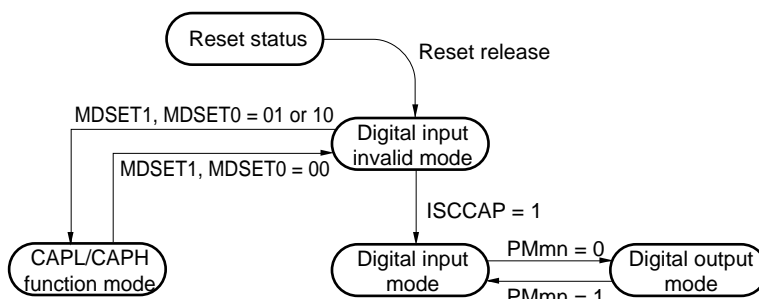 Reset status
Reset release
MDSET1, MDSET0 = 01 or 10
Digital input
invalid mode
MDSET1, MDSET0 = 00
ISCCAP = 1
CAPL/CAPH
function mode
Digital input
mode
PMmn = 0
PMmn = 1
Digital output
mode